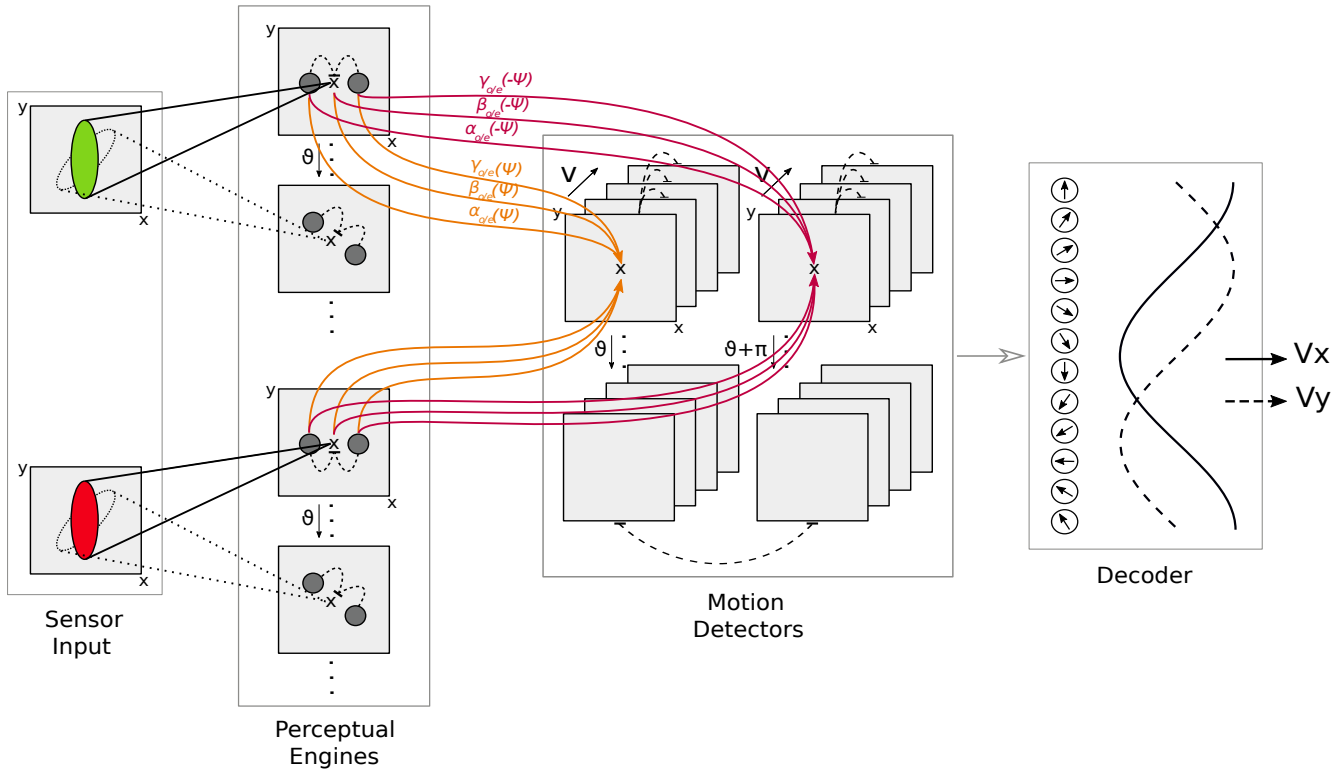 y
x
Sensor
Input
y
x
y
x
x
ϑ
x
y
x
x
ϑ
x
Perceptual
Engines
γo/e(-Ψ)
βo/e(-Ψ)
αo/e(-Ψ)
γo/e(Ψ)
βo/e(Ψ)
αo/e(Ψ)
V
y
x
x
ϑ
V
y
x
x
ϑ+π
Motion
Detectors
Vx
Vy
Decoder